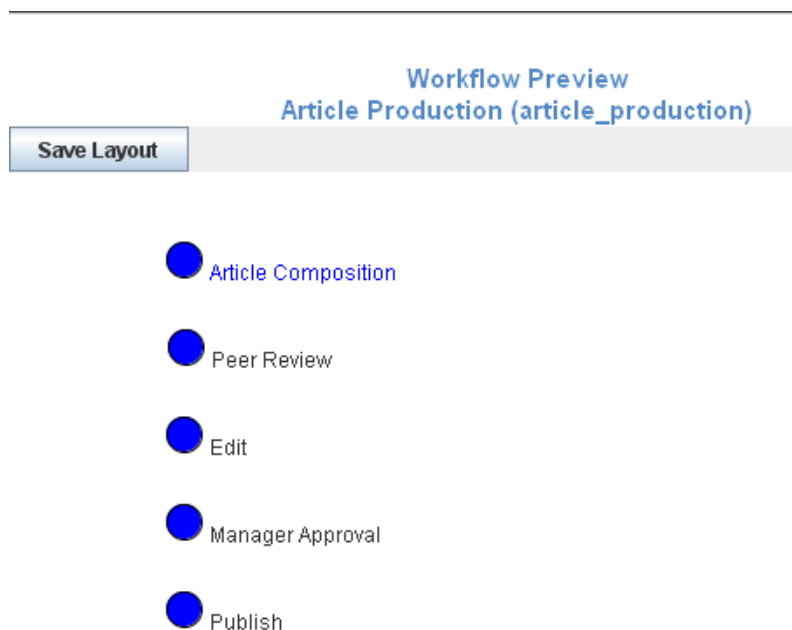 Workflow Preview
Article Production (article_production)
Save Layout
Article Composition
Peer Review
Edit
Manager Approval
Publish